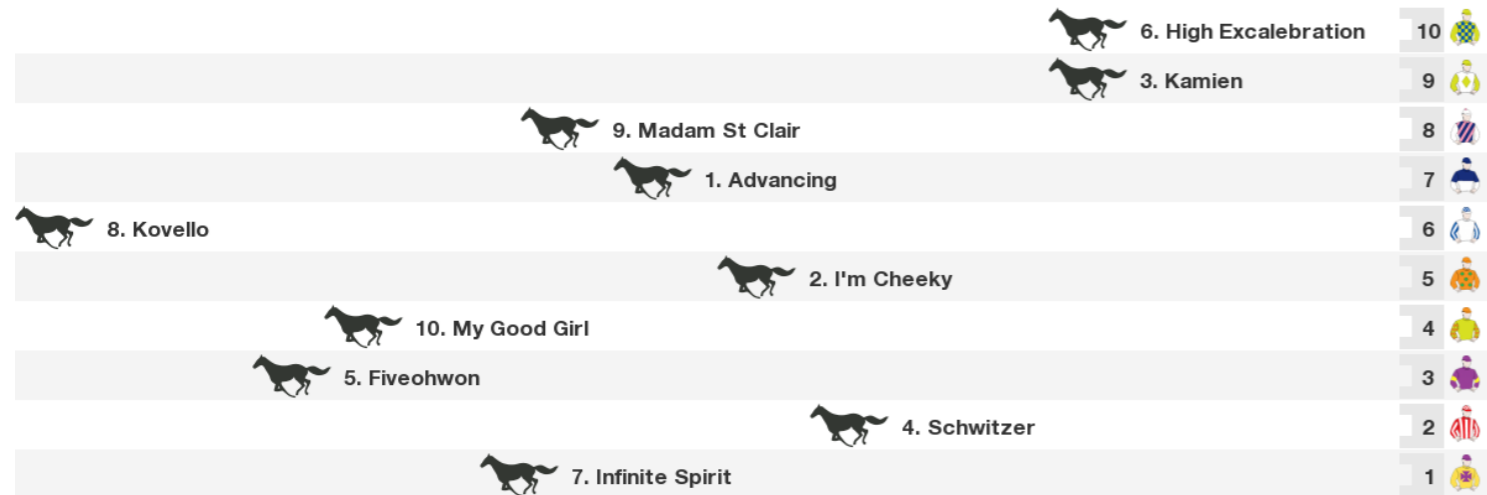 6. High Excalebration 10
3. Kamien 9
9. Madam St Clair 8
1. Advancing 7
8. Kovello 6
2. I'm Cheeky 5
10. My Good Girl 4
5. Fiveohwon 3
4. Schwitzer 2
7. Infinite Spirit 1